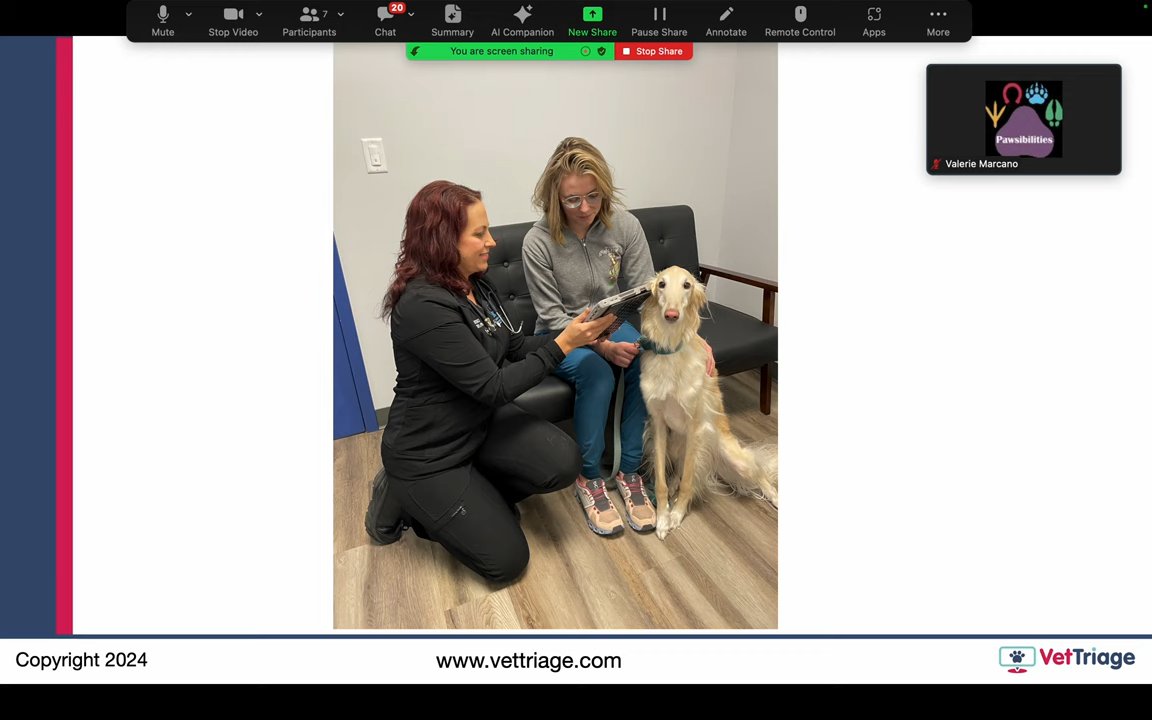 7
20
Mute
Stop Video
Participants
Chat
Summary
AI Companion
New Share
Pause Share
Annotate
Remote Control
Apps
More
You are screen sharing
Stop Share
Pawsibilities
Valerie Marcano
Copyright 2024
www.vettriage.com
VetTriage